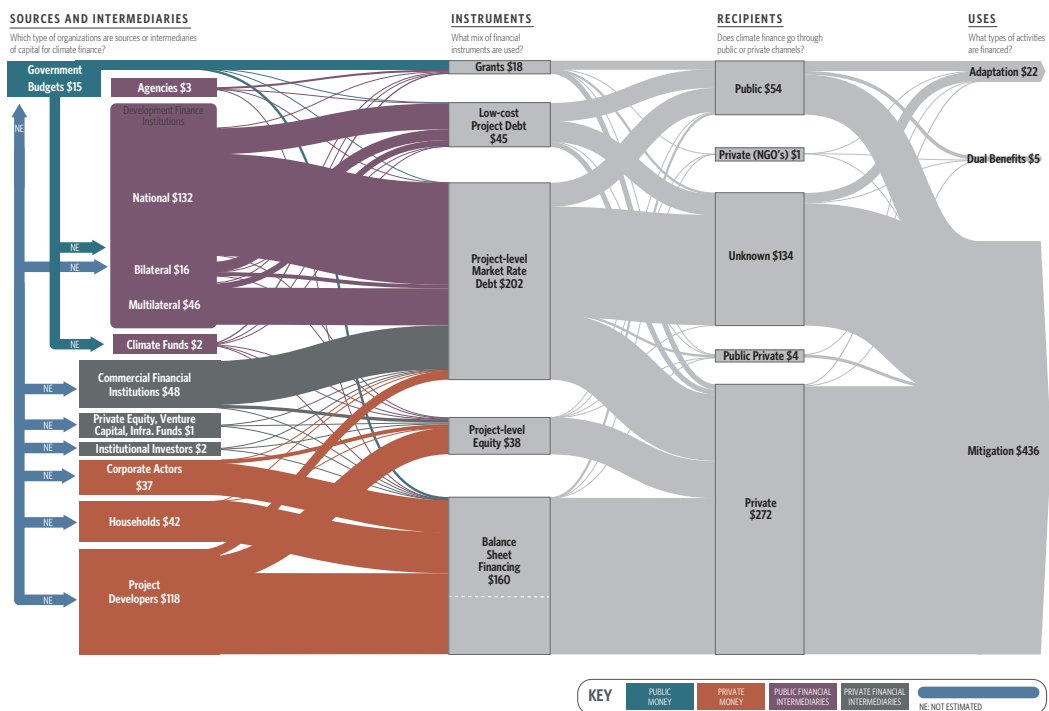 SOURCES AND INTERMEDIARIES
Which type of organizations are sources or intermediaries
of capital for climate finance?
INSTRUMENTS
What mix of financial
instruments are used?
RECIPIENTS
Does climate finance go through
public or private channels?
USES
What types of activities
are financed?
Government
Budgets $15
Agencies $3
Development Finance
Institutions
NE
National $132
NE
NE
Bilateral $16
Multilateral $46
NE
Climate Funds $2
NE
Commercial Financial
Institutions $48
NE
Private Equity, Venture
Capital, Infra. Funds $1
NE
Institutional Investors $2
NE
Corporate Actors
$37
NE
Households $42
NE
Project
Developers $118
Grants $18
Low-cost
Project Debt
$45
Project-level
Market Rate
Debt $202
Project-level
Equity $38
Balance
Sheet
Financing
$160
Public $54
Private (NGO's) $1
Unknown $134
Public Private $4
Private
$272
Adaptation $22
Dual Benefits $5
Mitigation $436
KEY
PUBLIC
MONEY
PRIVATE
MONEY
PUBLIC FINANCIAL
INTERMEDIARIES
PRIVATE FINANCIAL
INTERMEDIARIES
NE: NOT ESTIMATED